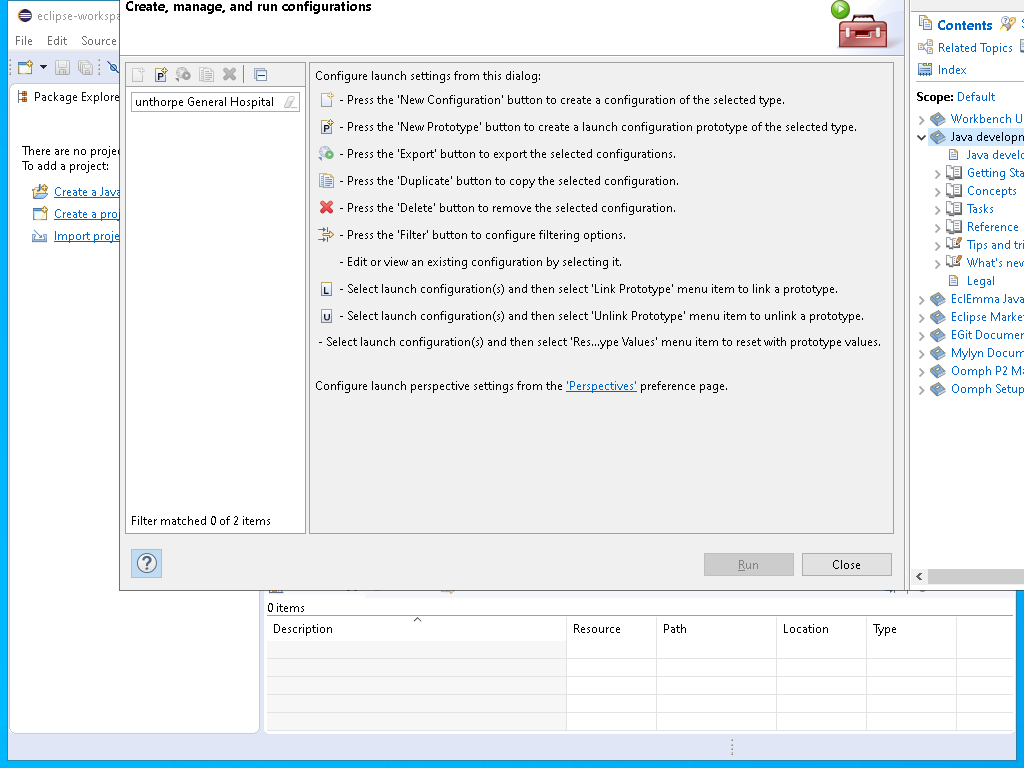 eclipse-workspa
Create, manage, and run configurations
File Edit Source
Package Explore
There are no projec
To add a project:
Create a Java
Create a proj
Import proje
unthorpe General Hospital
Filter matched 0 of 2 items
Configure launch settings from this dialog:
- Press the 'New Configuration' button to create a configuration of the selected type.
- Press the 'New Prototype' button to create a launch configuration prototype of the selected type.
- Press the 'Export' button to export the selected configurations.
- Press the 'Duplicate' button to copy the selected configuration.
- Press the 'Delete' button to remove the selected configuration.
- Press the 'Filter' button to configure filtering options.
- Edit or view an existing configuration by selecting it.
L - Select launch configuration(s) and then select 'Link Prototype' menu item to link a prototype.
U - Select launch configuration(s) and then select 'Unlink Prototype' menu item to unlink a prototype.
- Select launch configuration(s) and then select 'Res...ype Values' menu item to reset with prototype values.
Configure launch perspective settings from the 'Perspectives' preference page.
Run Close
Contents
Related Topics
Index
Scope: Default
Workbench U
Java developn
Java develo
Getting Sta
Concepts
Tasks
Reference
Tips and tri
What's new
Legal
EclEmma Java
Eclipse Marke
EGit Documer
Mylyn Docum
Oomph P2 Ma
Oomph Setup
0 items
Description Resource Path Location Type